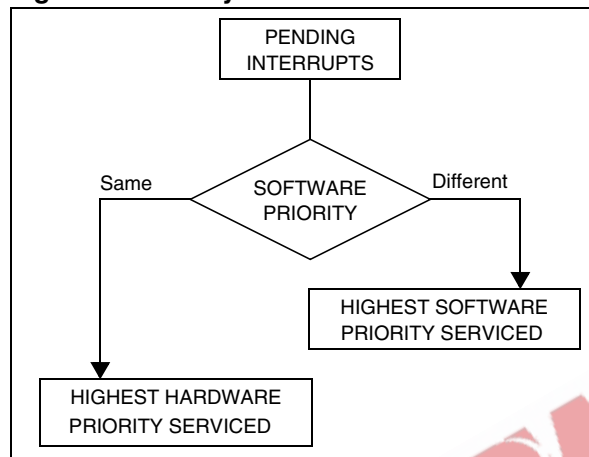 PENDING
INTERRUPTS
SOFTWARE
PRIORITY
Same
Different
HIGHEST SOFTWARE
PRIORITY SERVICED
HIGHEST HARDWARE
PRIORITY SERVICED